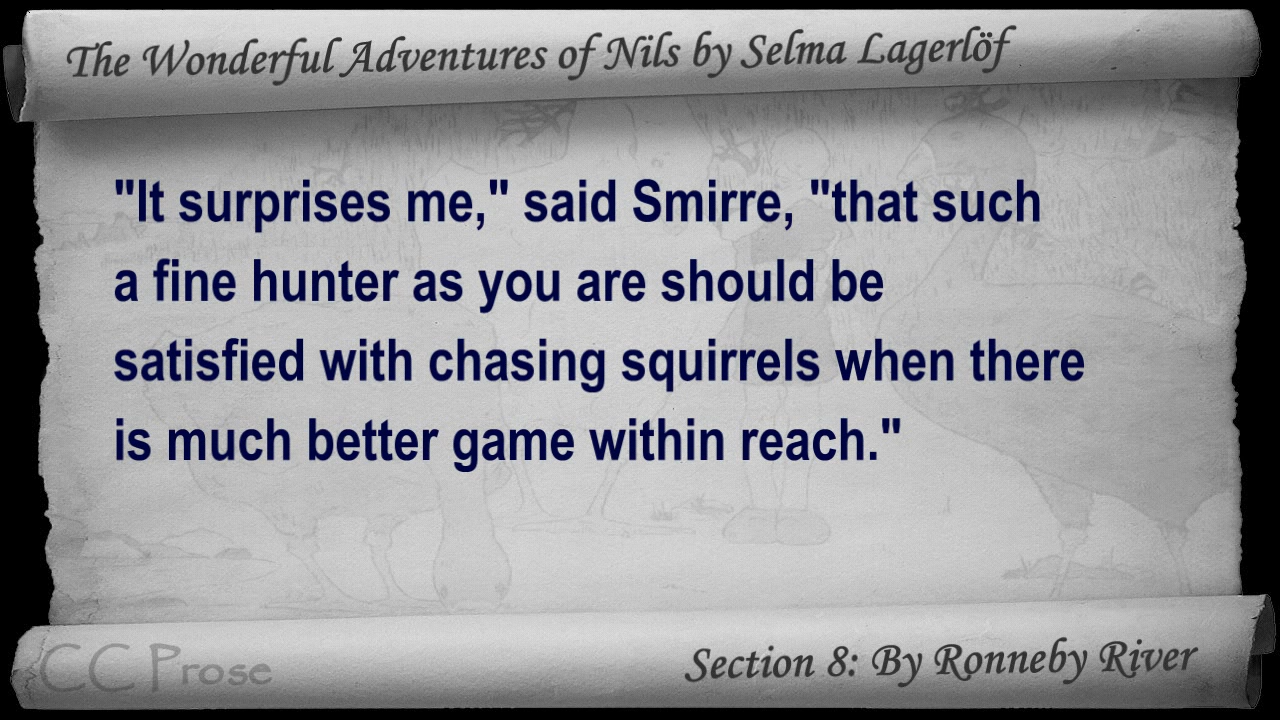 The Wonderful Adventures of Nils by Selma Lagerlöf
"It surprises me," said Smirre, "that such
a fine hunter as you are should be
satisfied with chasing squirrels when there
is much better game within reach."
CC Prose
Section 8: By Ronneby River